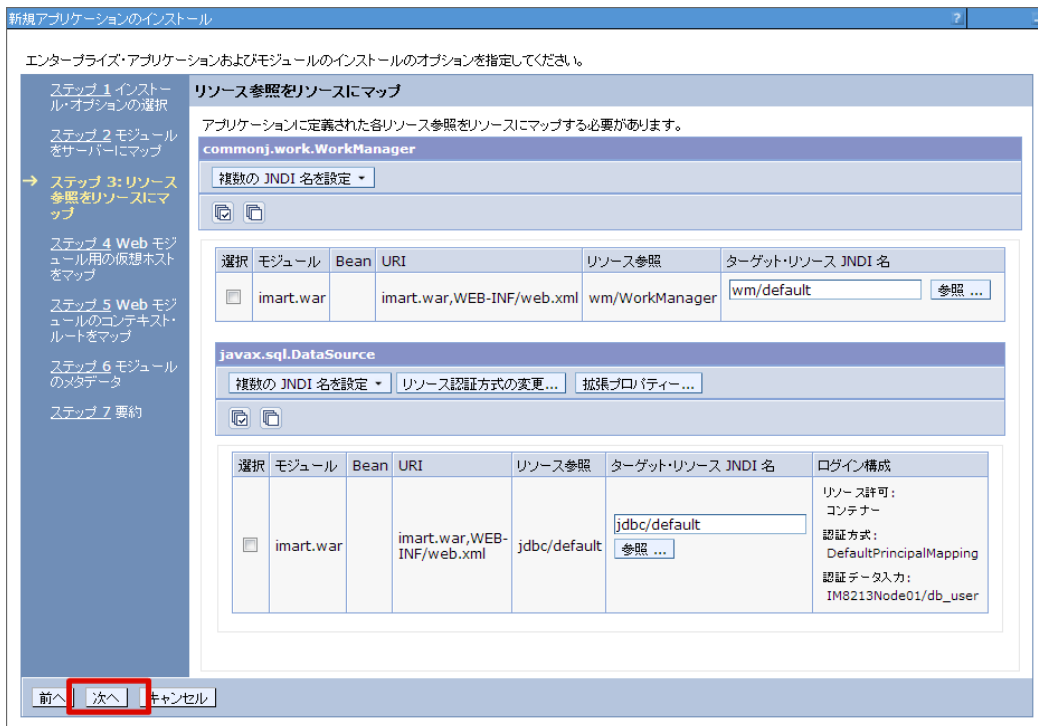 新規アプリケーションのインストール
?
エンタープライズ・アプリケーションおよびモジュールのインストールのオプションを指定してください。
ステップ 1 インストー
ル・オプションの選択
ステップ 2 モジュール
をサーバーにマップ
→ ステップ 3: リソース
参照をリソースにマ
ップ
ステップ 4 Web モジ
ュール用の仮想ホスト
をマップ
ステップ 5 Web モジ
ュールのコンテキスト・
ルートをマップ
ステップ 6 モジュール
のメタデータ
ステップ 7 要約
リソース参照をリソースにマップ
アプリケーションに定義された各リソース参照をリソースにマップする必要があります。
commonj.work.WorkManager
複数の JNDI 名を設定
選択 モジュール Bean URI リソース参照 ターゲット・リソース JNDI 名
imart.war imart.war,WEB-INF/web.xml wm/WorkManager wm/default 参照 ...
javax.sql.DataSource
複数の JNDI 名を設定 リソース認証方式の変更... 拡張プロパティー...
選択 モジュール Bean URI リソース参照 ターゲット・リソース JNDI 名 ログイン構成
imart.war
imart.war,WEB-
INF/web.xml
jdbc/default
jdbc/default
参照 ...
リソース許可:
コンテナー
認証方式:
DefaultPrincipalMapping
認証データ入力:
IM8213Node01/db_user
前へ 次へ キャンセル